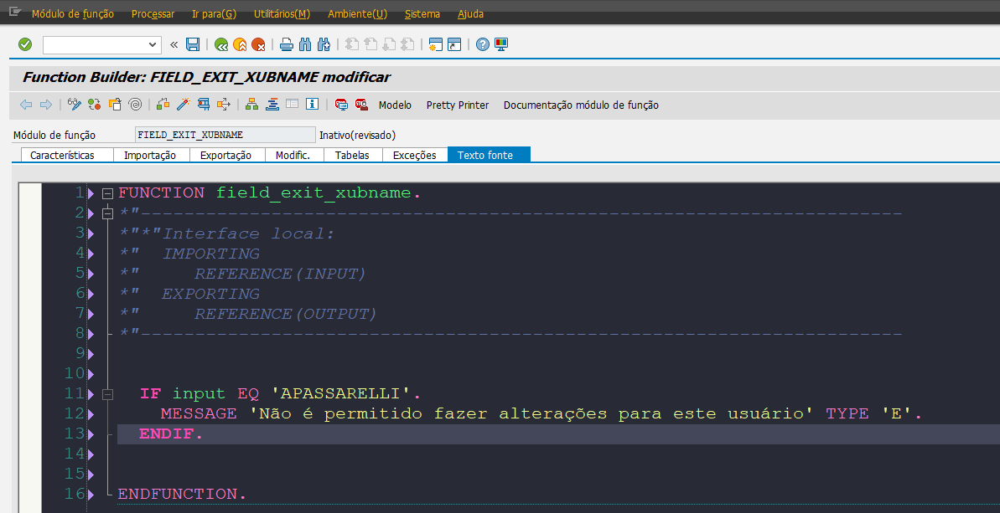 Módulo de função Processar Ir para(G) Utilitários(M) Ambiente(U) Sistema Ajuda
Function Builder: FIELD_EXIT_XUBNAME modificar
Modelo Pretty Printer Documentação módulo de função
Módulo de função FIELD_EXIT_XUBNAME Inativo(revisado)
Características Importação Exportação Modific. Tabelas Exceções Texto fonte
1 FUNCTION field_exit_xubname.
2 *"----------------------------------------------------------------------
3 *"*"Interface local:
4 *"  IMPORTING
5 *"     REFERENCE(INPUT)
6 *"  EXPORTING
7 *"     REFERENCE(OUTPUT)
8 *"----------------------------------------------------------------------
9
10
11   IF input EQ 'APASSARELLI'.
12     MESSAGE 'Não é permitido fazer alterações para este usuário' TYPE 'E'.
13   ENDIF.
14
15
16 ENDFUNCTION.